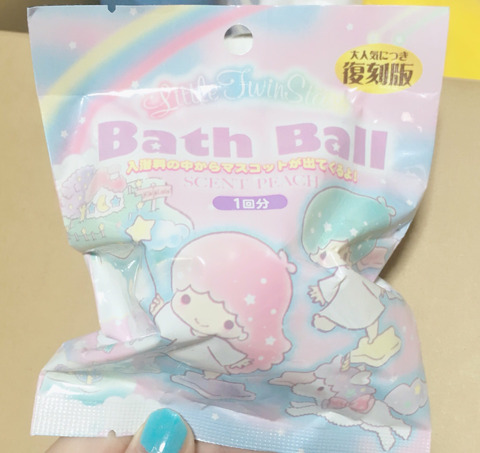 大人気につき
復刻版
Little Twin St
Bath Ball
入浴剤の中からマスコットが出てくるよ!
SCENT PEACH
1回分